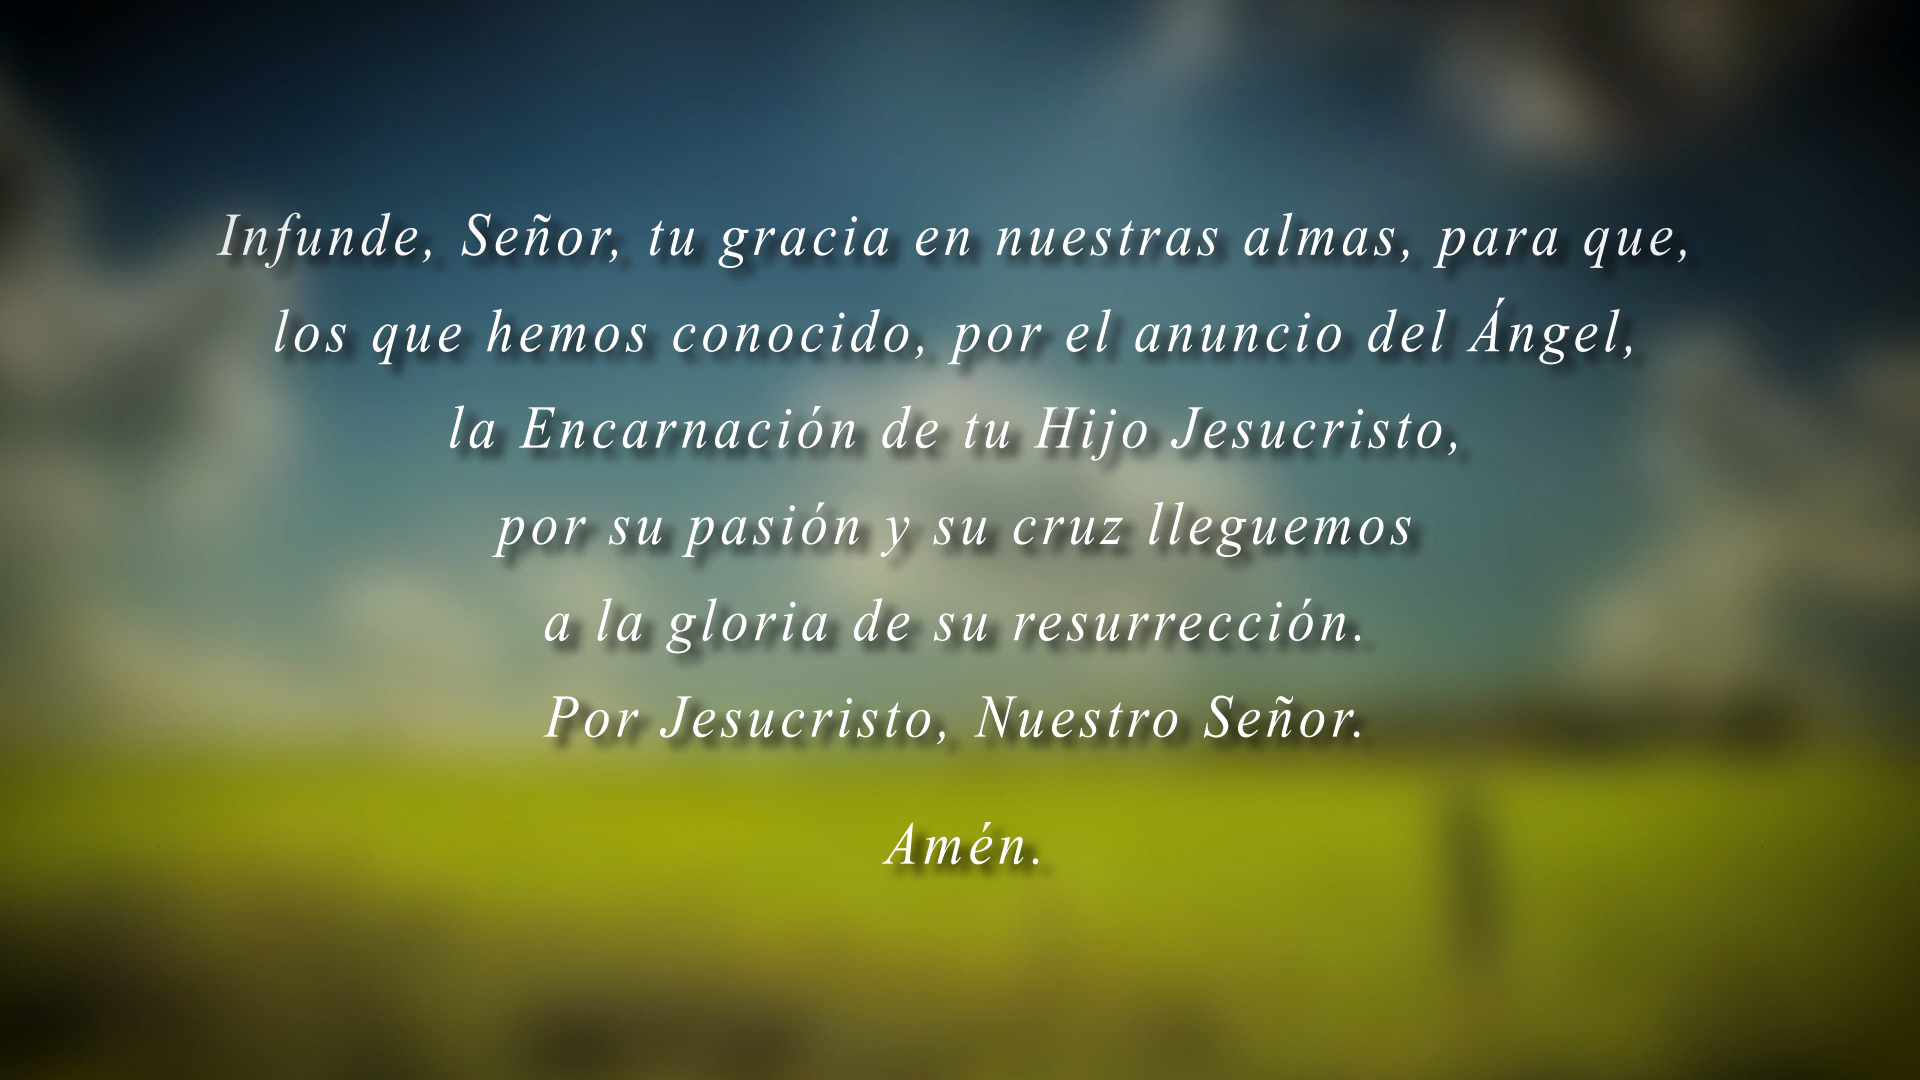 Infunde, Señor, tu gracia en nuestras almas, para que,
los que hemos conocido, por el anuncio del Ángel,
la Encarnación de tu Hijo Jesucristo,
por su pasión y su cruz lleguemos
a la gloria de su resurrección.
Por Jesucristo, Nuestro Señor.
Amén.